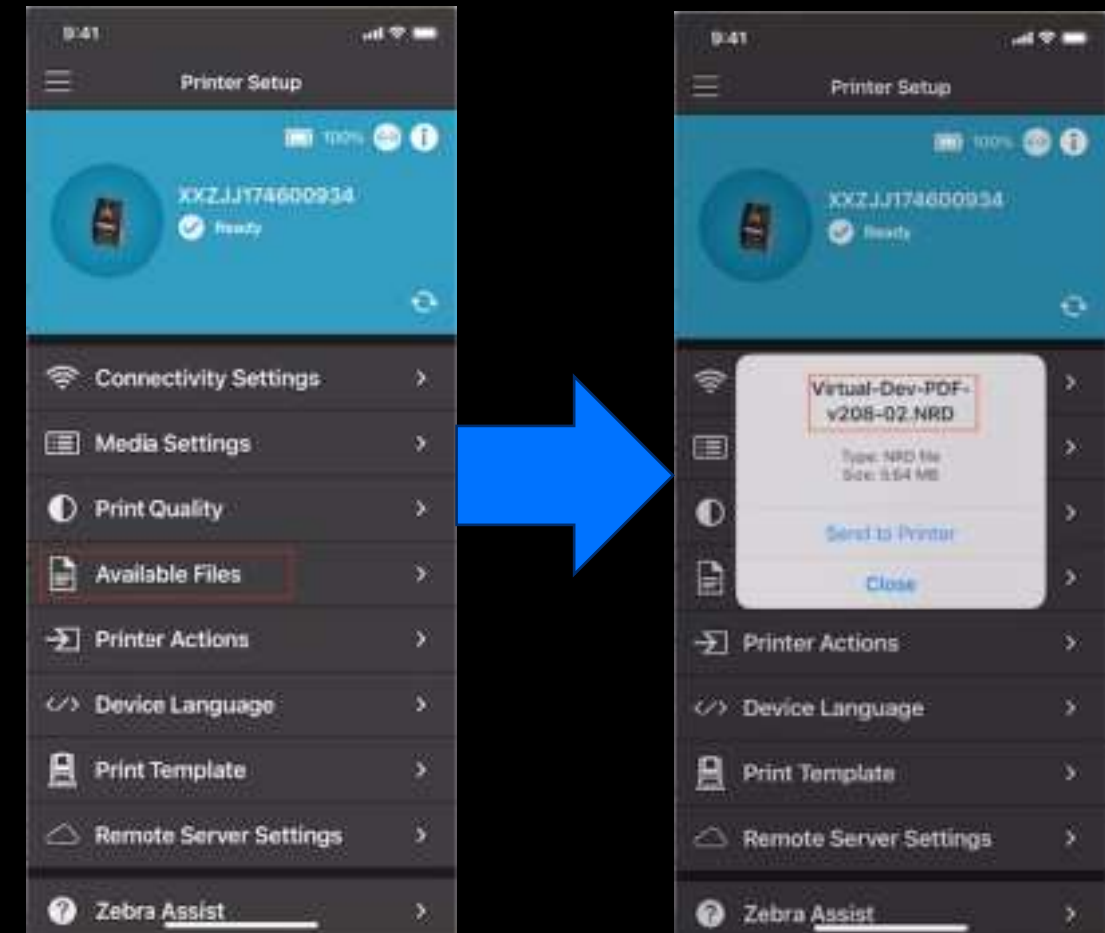 9:41
Printer Setup
100%
XXZJJ174600934
Ready
Connectivity Settings
Media Settings
Print Quality
Available Files
Printer Actions
Device Language
Print Template
Remote Server Settings
Zebra Assist
9:41
Printer Setup
100%
XXZJJ174600934
Ready
Virtual-Dev-PDF-
v208-02.NRD
Type: NRD file
Size: MB
Send to Printer
Close
Printer Actions
Device Language
Print Template
Remote Server Settings
Zebra Assist